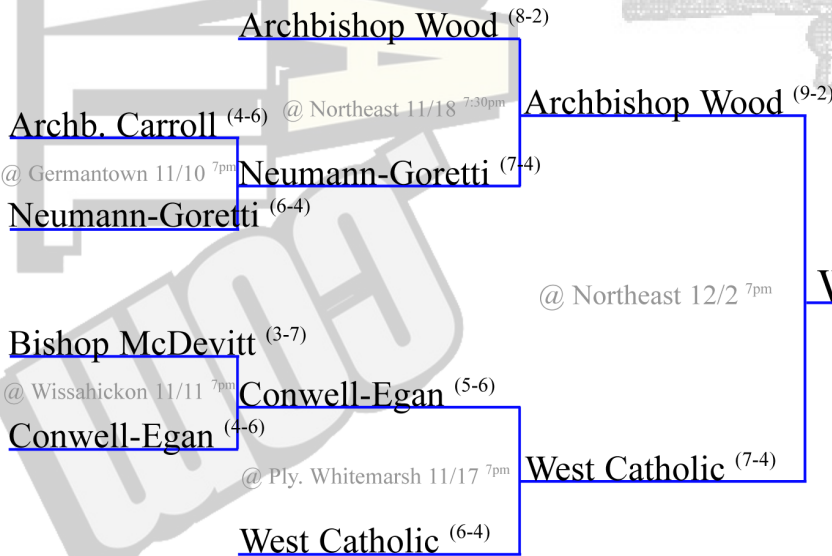 Archbishop Wood (8-2)
@ Northeast 11/18 7:30pm
Archbishop Wood (9-2)
Archb. Carroll (4-6)
@ Germantown 11/10 7pm
Neumann-Goretti (7-4)
Neumann-Goretti (6-4)
@ Northeast 12/2 7pm
Bishop McDevitt (3-7)
@ Wissahickon 11/11 7pm
Conwell-Egan (5-6)
Conwell-Egan (4-6)
@ Ply. Whitemarsh 11/17 7pm
West Catholic (7-4)
West Catholic (6-4)